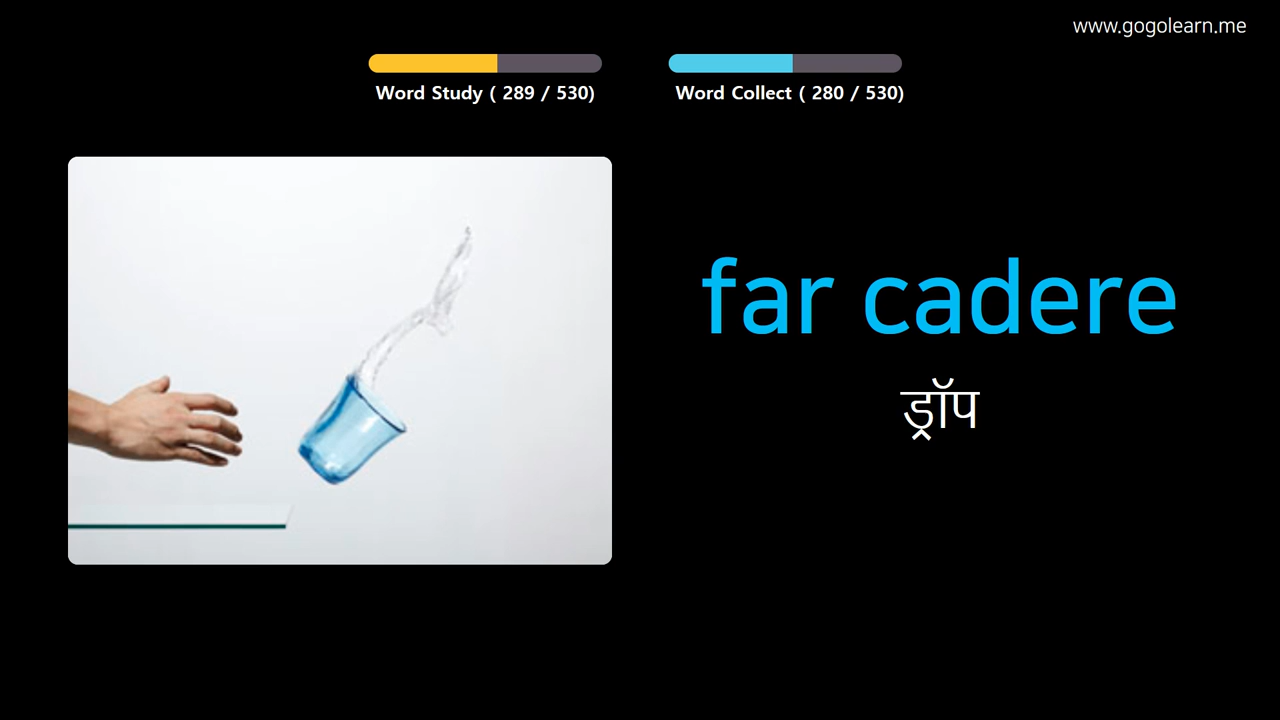 www.gogolearn.me
Word Study ( 289 / 530)
Word Collect ( 280 / 530)
far cadere
ड्रॉप